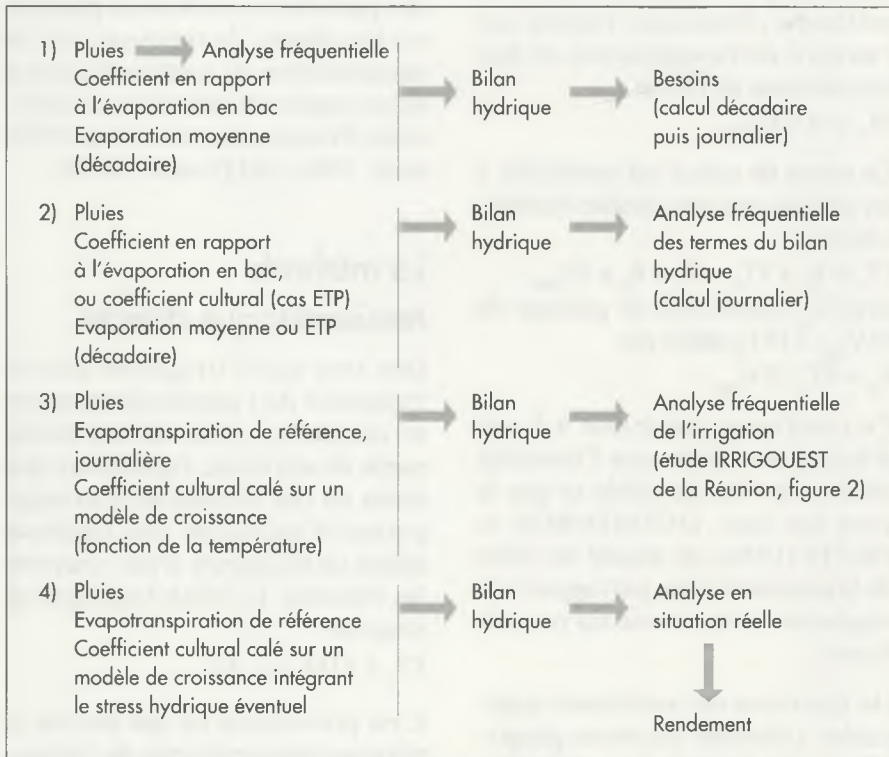 1) Pluies Analyse fréquentielle
Coefficient en rapport
à l'évaporation en bac
Evaporation moyenne
(décadaire)
Bilan
hydrique
Besoins
(calcul décadaire
puis journalier)
2) Pluies
Coefficient en rapport
à l'évaporation en bac,
ou coefficient cultural (cas ETP)
Evaporation moyenne ou ETP
(décadaire)
Bilan
hydrique
Analyse fréquentielle
des termes du bilan
hydrique
(calcul journalier)
3) Pluies
Evapotranspiration de référence,
journalière
Coefficient cultural calé sur un
modèle de croissance
(fonction de la température)
Bilan
hydrique
Analyse fréquentielle
de l'irrigation
(étude IRRIGOUEST
de la Réunion, figure 2)
4) Pluies
Evapotranspiration de référence
Coefficient cultural calé sur un
modèle de croissance intégrant
le stress hydrique éventuel
Bilan
hydrique
Analyse en
situation réelle
Rendement